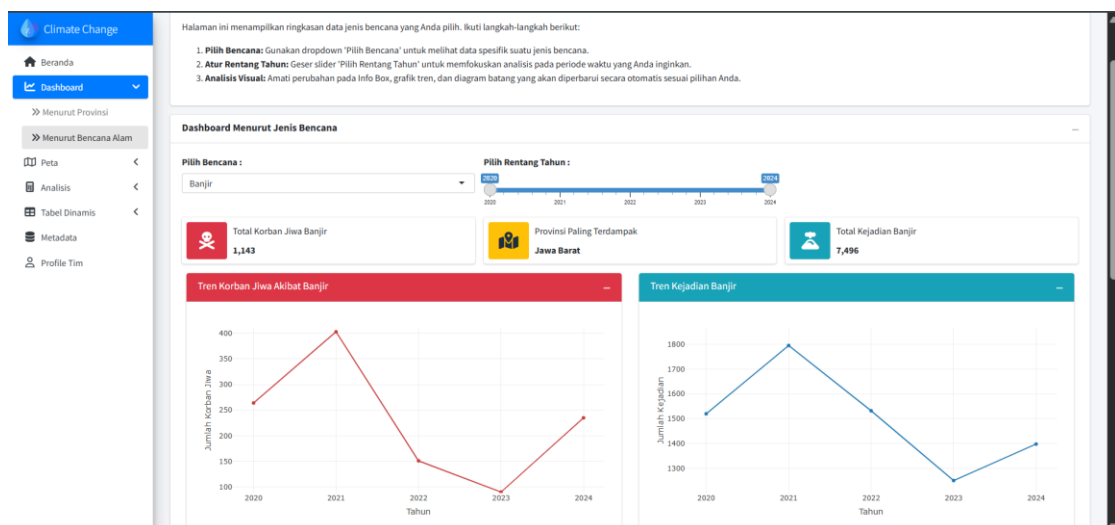 Climate Change
Beranda
Dashboard
Menurut Provinsi
Menurut Bencana Alam
Peta
Analisis
Tabel Dinamis
Metadata
Profile Tim
Halaman ini menampilkan ringkasan data jenis bencana yang Anda pilih. Ikuti langkah-langkah berikut:
1. Pilih Bencana: Gunakan dropdown 'Pilih Bencana' untuk melihat data spesifik suatu jenis bencana.
2. Atur Rentang Tahun: Geser slider 'Pilih Rentang Tahun' untuk memfokuskan analisis pada periode waktu yang Anda inginkan.
3. Analisis Visual: Amati perubahan pada Info Box, grafik tren, dan diagram batang yang akan diperbarui secara otomatis sesuai pilihan Anda.
Dashboard Menurut Jenis Bencana
Pilih Bencana :
Banjir
Pilih Rentang Tahun :
2020 2024
2020 2021 2022 2023 2024
Total Korban Jiwa Banjir
1,143
Provinsi Paling Terdampak
Jawa Barat
Total Kejadian Banjir
7,496
Tren Korban Jiwa Akibat Banjir
400
350
300
250
200
150
100
Jumlah Korban Jiwa
2020 2021 2022 2023 2024
Tahun
Tren Kejadian Banjir
1800
1700
1600
1500
1400
1300
Jumlah Kejadian
2020 2021 2022 2023 2024
Tahun